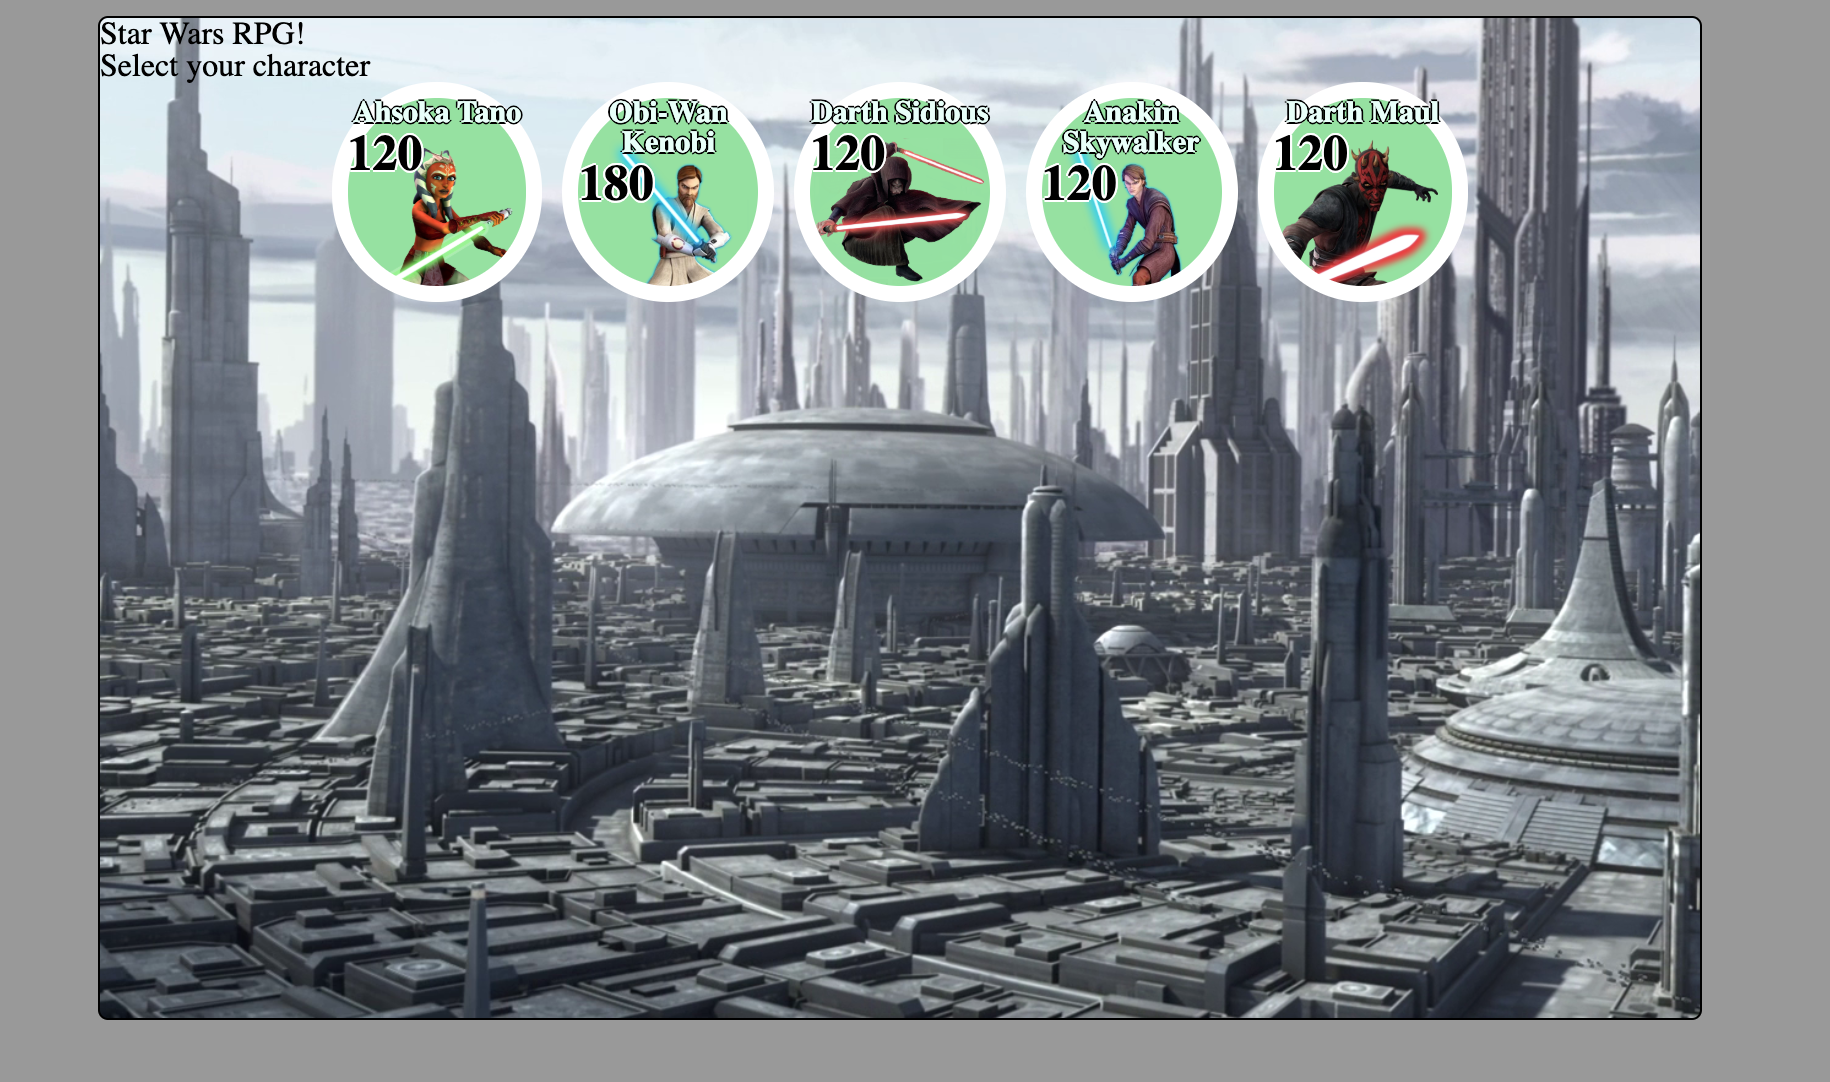 Star Wars RPG!
Select your character
Ahsoka Tano
120
Obi-Wan
Kenobi
180
Darth Sidious
120
Anakin
Skywalker
120
Darth Maul
120